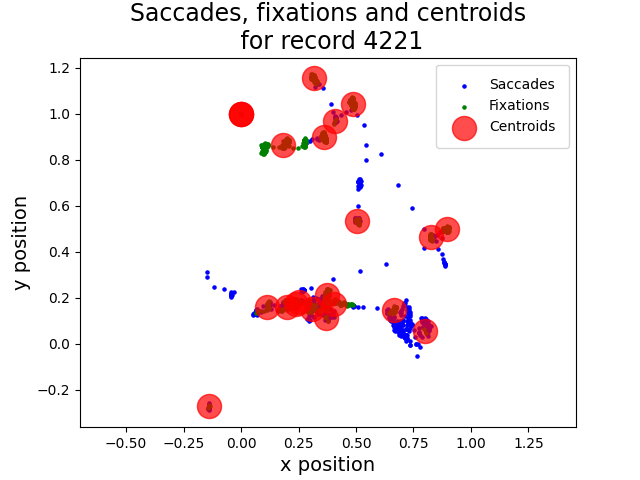 Saccades, fixations and centroids
for record 4221
Saccades
Fixations
Centroids
1.2
1.0
0.8
0.6
0.4
0.2
0.0
−0.2
y position
−0.50
−0.25
0.00
0.25
0.50
0.75
1.00
1.25
x position